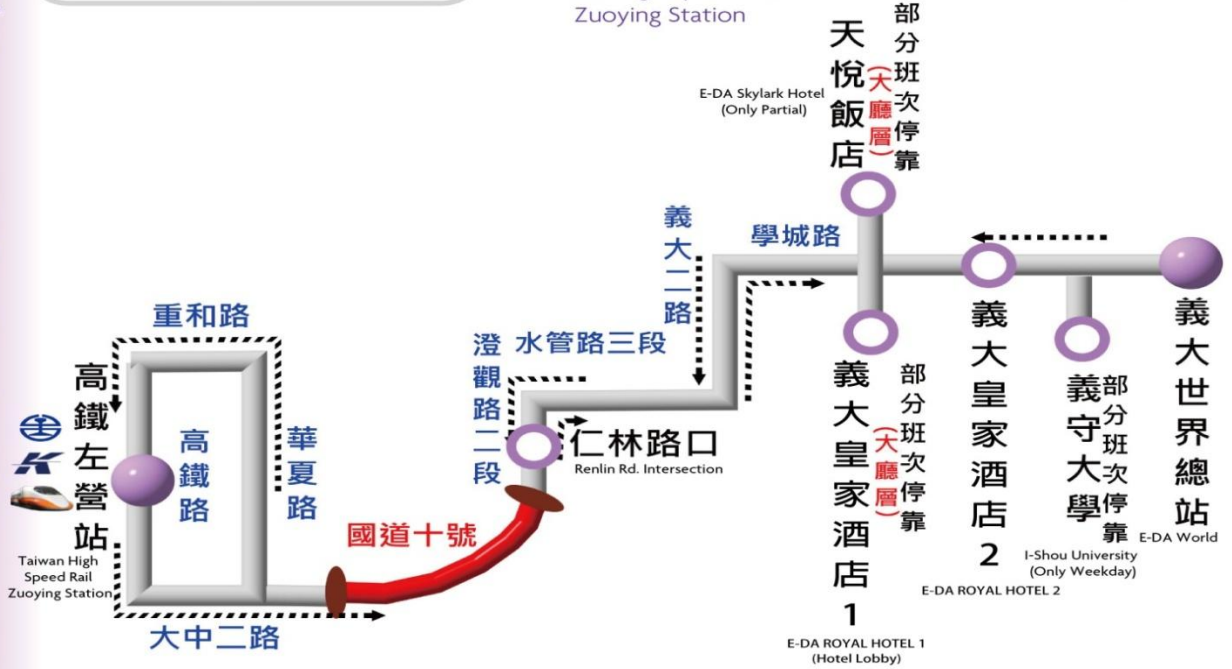 Zuoying Station
天悅飯店
(大廳層)
部分班次停靠
E-DA Skylark Hotel
(Only Partial)
義大二路
學城路
重和路
澄觀路二段
水管路三段
高鐵左營站
高鐵路
華夏路
仁林路口
Renlin Rd. Intersection
國道十號
Taiwan High
Speed Rail
Zuoying Station
大中二路
義大皇家酒店1
(大廳層)
部分班次停靠
E-DA ROYAL HOTEL 1
(Hotel Lobby)
義大皇家酒店2
E-DA ROYAL HOTEL 2
義守大學
部分班次停靠
I-Shou University
(Only Weekday)
義大世界總站
E-DA World